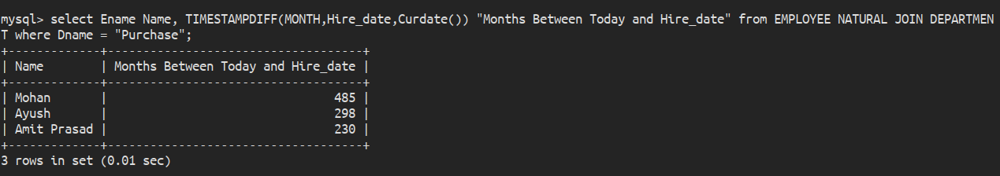 mysql> select Ename Name, TIMESTAMPDIFF(MONTH,Hire_date,Curdate()) "Months Between Today and Hire_date" from EMPLOYEE NATURAL JOIN DEPARTMEN
T where Dname = "Purchase";
+-------------+------------------------------------+
| Name        | Months Between Today and Hire_date |
+-------------+------------------------------------+
| Mohan       |                                485 |
| Ayush       |                                298 |
| Amit Prasad |                                230 |
+-------------+------------------------------------+
3 rows in set (0.01 sec)